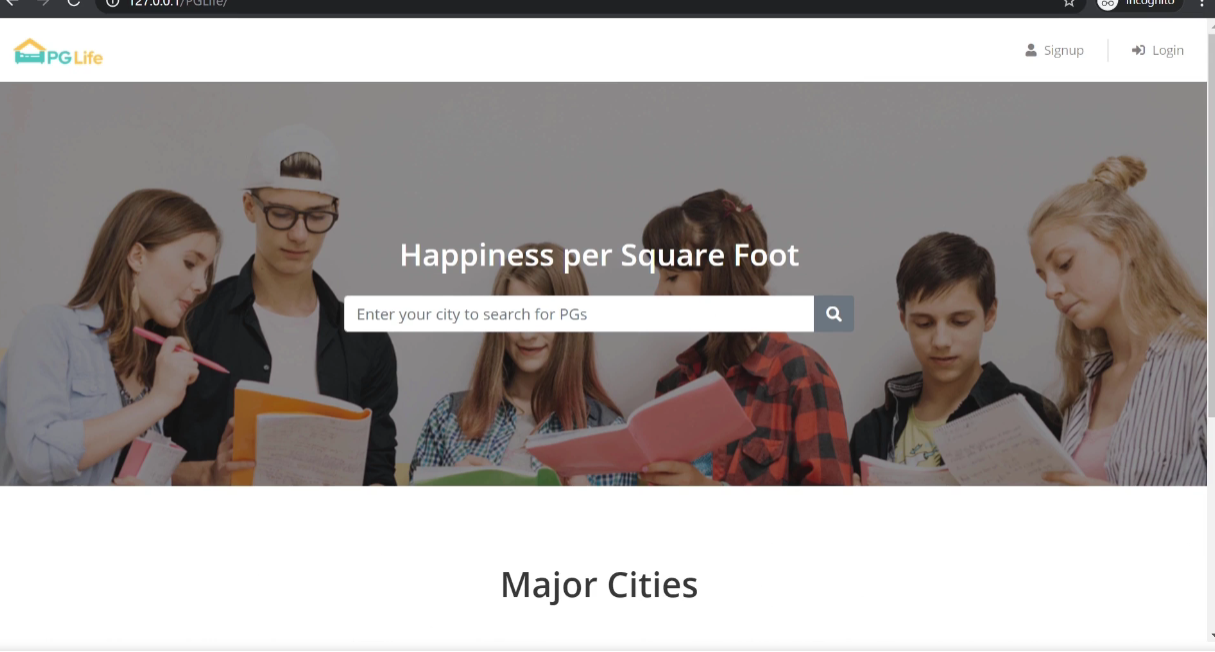 127.0.0.1/PGLife/
Incognito
PG Life
Signup
Login
Happiness per Square Foot
Enter your city to search for PGs
Major Cities